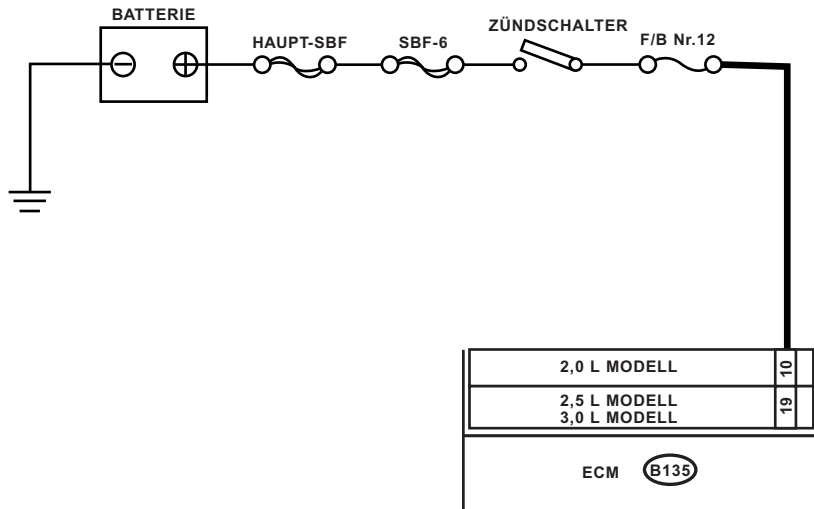 BATTERIE
HAUPT-SBF
SBF-6
ZÜNDSCHALTER
F/B Nr.12
2,0 L MODELL
10
2,5 L MODELL
3,0 L MODELL
19
ECM
B135